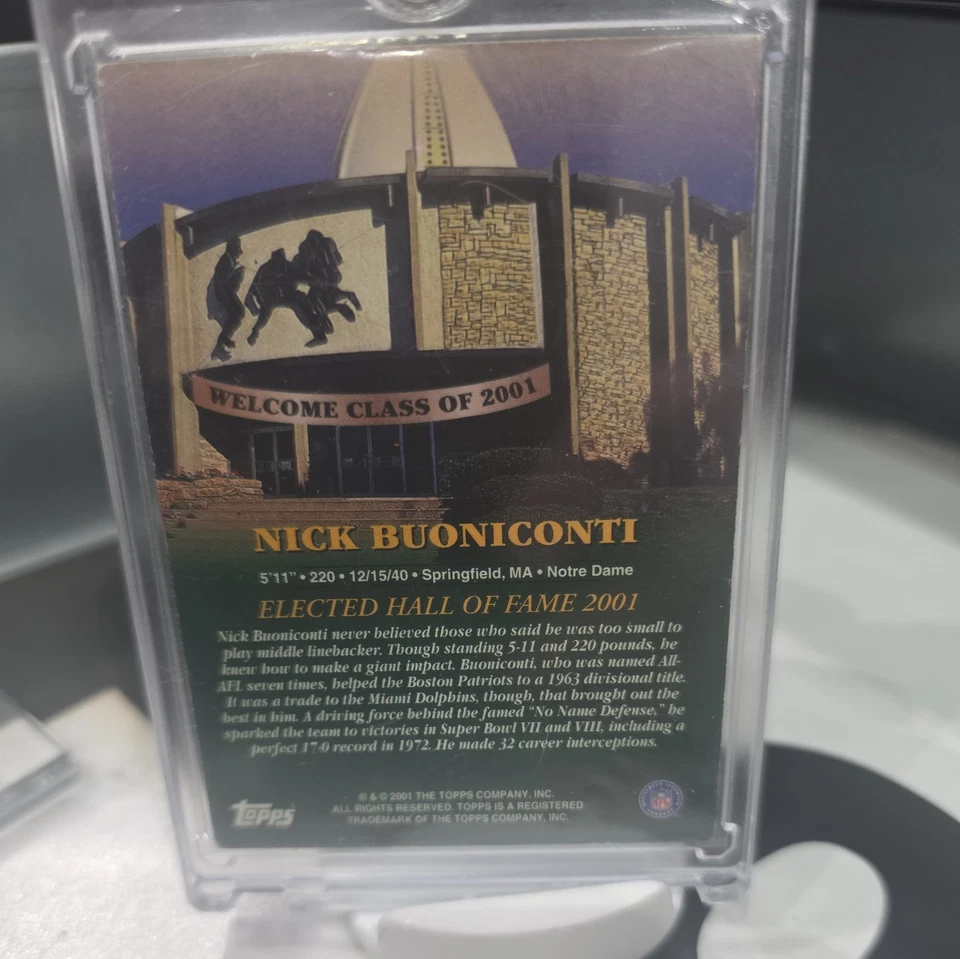 WELCOME CLASS OF 2001
NICK BUONICONTI
5'11" • 220 • 12/15/40 • Springfield, MA • Notre Dame
ELECTED HALL OF FAME 2001
Nick Buoniconti never believed those who said he was too small to
play middle linebacker. Though standing 5-11 and 220 pounds, he
knew how to make a giant impact. Buoniconti, who was named All-
AFL seven times, helped the Boston Patriots to a 1963 divisional title.
It was a trade to the Miami Dolphins, though, that brought out the
best in him. A driving force behind the famed "No Name Defense," he
sparked the team to victories in Super Bowl VII and VIII, including a
perfect 17-0 record in 1972. He made 32 career interceptions.
® & © 2001 THE TOPPS COMPANY, INC.
ALL RIGHTS RESERVED. TOPPS IS A REGISTERED
TRADEMARK OF THE TOPPS COMPANY, INC.
Topps